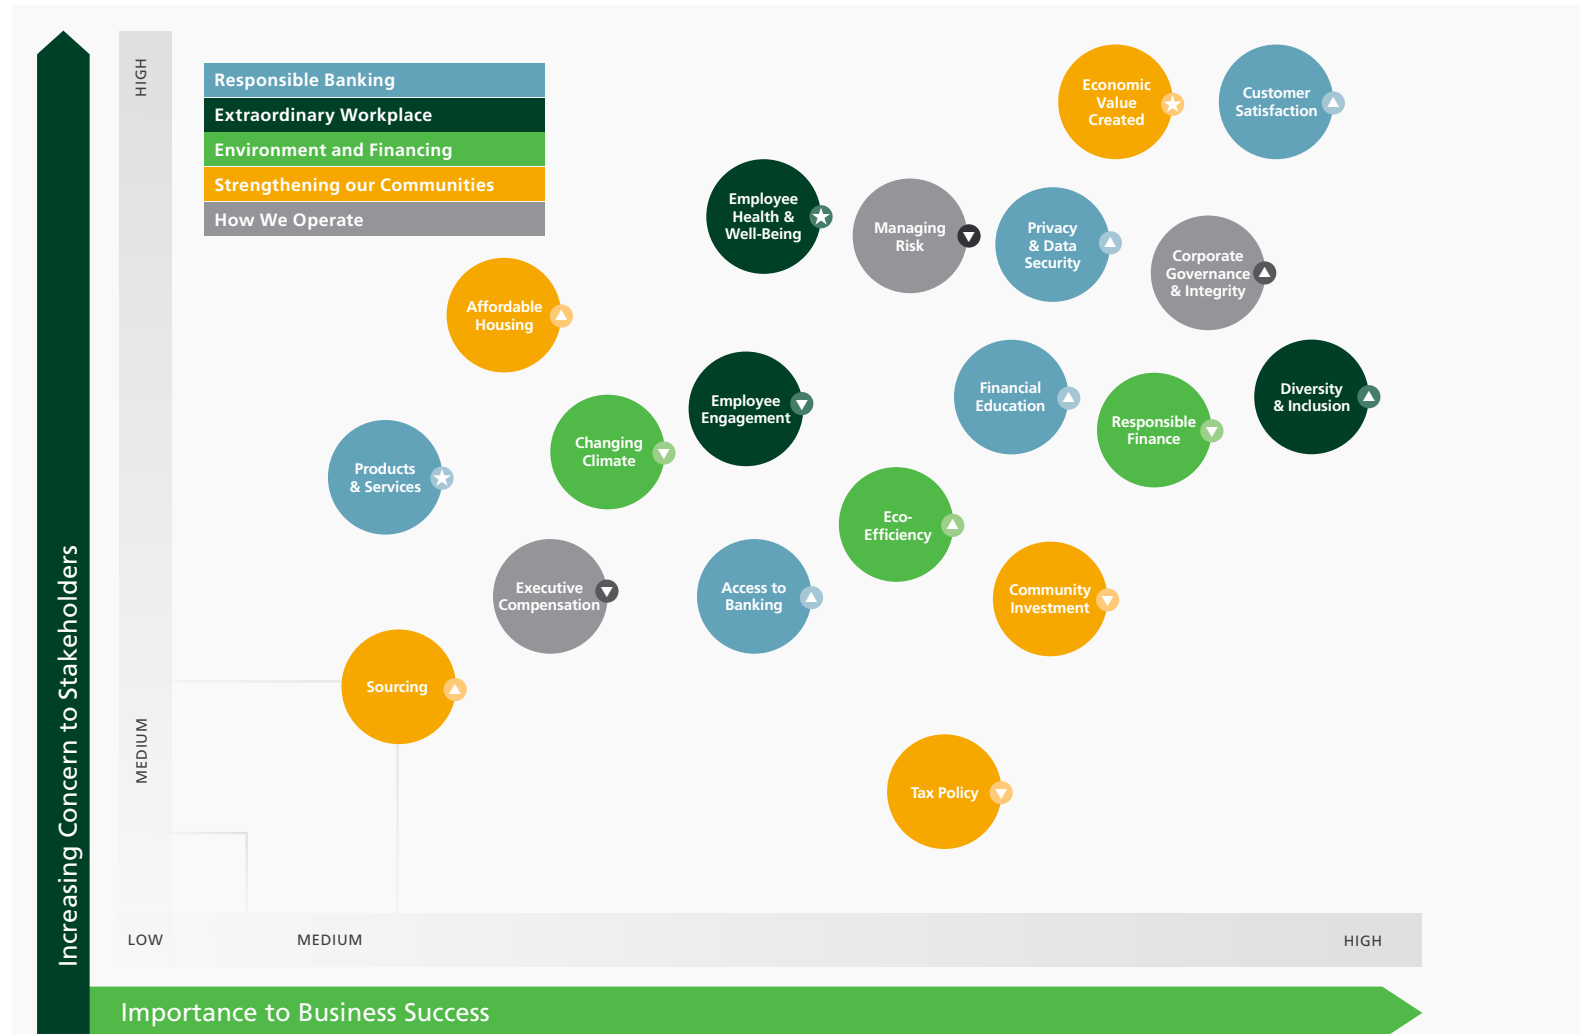 HIGH
Responsible Banking
Extraordinary Workplace
Environment and Financing
Strengthening our Communities
How We Operate
Economic
Value
Created
Customer
Satisfaction
Employee
Health &
Well-Being
Managing
Risk
Privacy
& Data
Security
Corporate
Governance
& Integrity
Affordable
Housing
Employee
Engagement
Financial
Education
Responsible
Finance
Diversity
& Inclusion
Changing
Climate
Products
& Services
Eco-
Efficiency
Executive
Compensation
Access to
Banking
Community
Investment
Sourcing
Tax Policy
MEDIUM
Increasing Concern to Stakeholders
LOW
MEDIUM
HIGH
Importance to Business Success